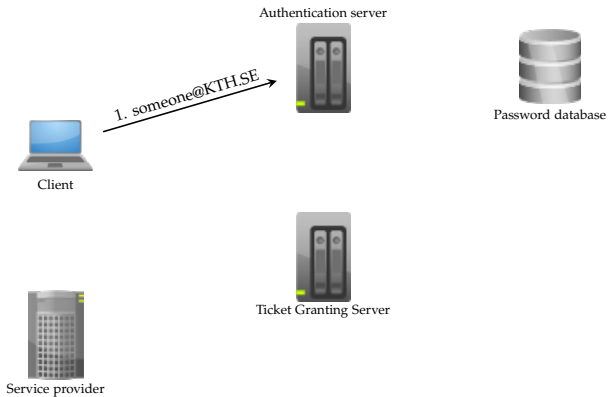 Authentication server
1. someone@KTH.SE
Password database
Client
Ticket Granting Server
Service provider